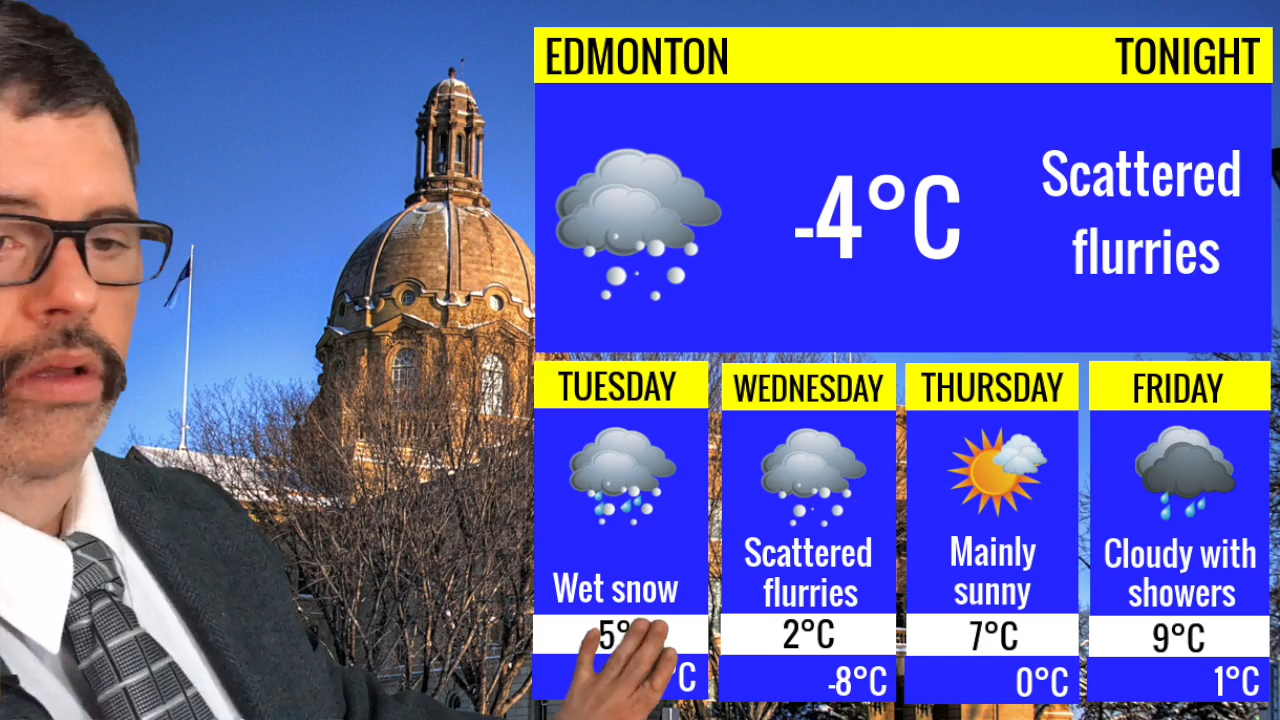 EDMONTON TONIGHT
-4°C
Scattered
flurries
TUESDAY
Wet snow
5°
°C
WEDNESDAY
Scattered
flurries
2°C
-8°C
THURSDAY
Mainly
sunny
7°C
0°C
FRIDAY
Cloudy with
showers
9°C
1°C